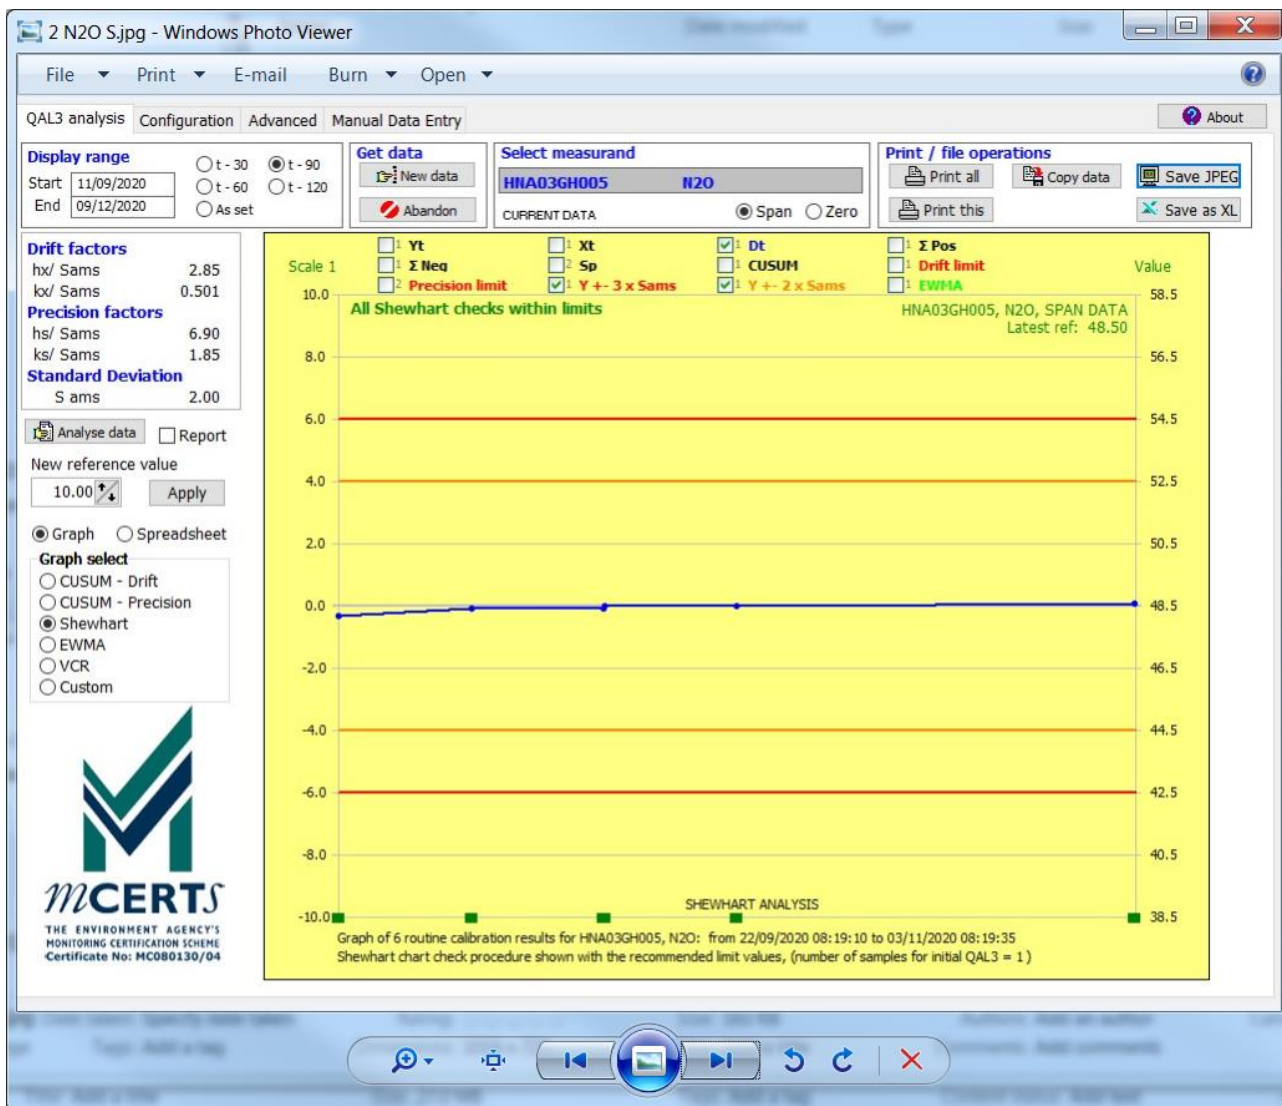 2 N2O S.jpg - Windows Photo Viewer
File Print E-mail Burn Open
QAL3 analysis Configuration Advanced Manual Data Entry About
Display range
Start 11/09/2020
End 09/12/2020
t - 30 t - 90
t - 60 t - 120
As set
Get data
New data
Abandon
Select measurand
HNA03GH005 N2O
CURRENT DATA Span Zero
Print / file operations
Print all Copy data Save JPEG
Print this Save as XL
Drift factors
hx/ Sams 2.85
kx/ Sams 0.501
Precision factors
hs/ Sams 6.90
ks/ Sams 1.85
Standard Deviation
S ams 2.00
Analyse data Report
New reference value
10.00 Apply
Graph Spreadsheet
Graph select
CUSUM - Drift
CUSUM - Precision
Shewhart
EWMA
VCR
Custom
mCERTS
THE ENVIRONMENT AGENCY'S
MONITORING CERTIFICATION SCHEME
Certificate No: MC080130/04
1 Yt 1 Xt 1 Dt 1 Σ Pos
Scale 1 1 Σ Neg 2 Sp 1 CUSUM 1 Drift limit Value
2 Precision limit 1 Y +- 3 x Sams 1 Y +- 2 x Sams 1 EWMA
10.0 58.5
All Shewhart checks within limits HNA03GH005, N2O, SPAN DATA
Latest ref: 48.50
8.0 56.5
6.0 54.5
4.0 52.5
2.0 50.5
0.0 48.5
-2.0 46.5
-4.0 44.5
-6.0 42.5
-8.0 40.5
SHEWHART ANALYSIS
-10.0 38.5
Graph of 6 routine calibration results for HNA03GH005, N2O: from 22/09/2020 08:19:10 to 03/11/2020 08:19:35
Shewhart chart check procedure shown with the recommended limit values, (number of samples for initial QAL3 = 1 )